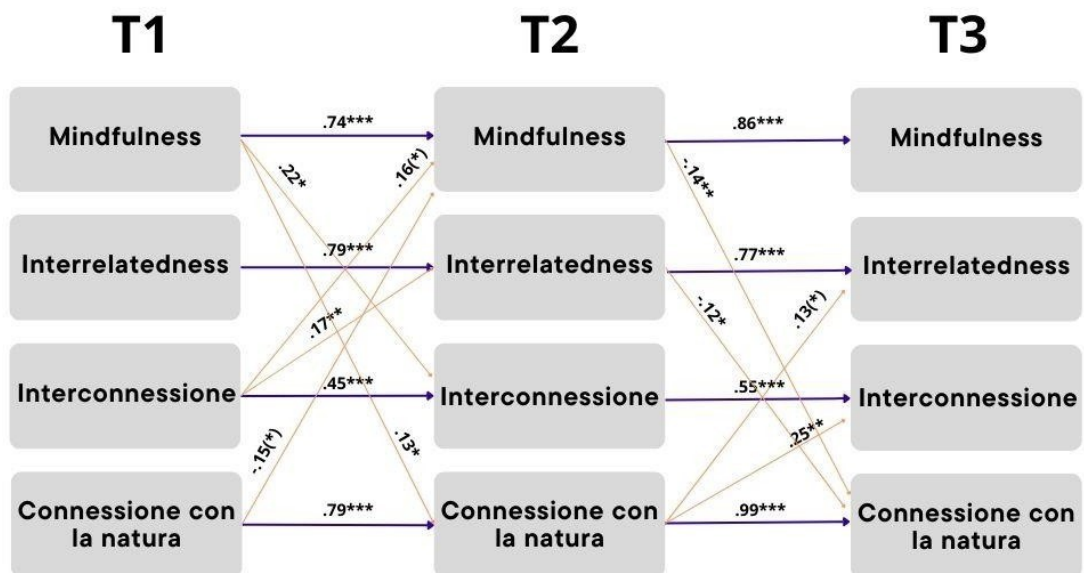 T1
T2
T3
Mindfulness
.74***
Mindfulness
.86***
Mindfulness
.22*
.16(*)
-.14**
Interrelatedness
.79***
Interrelatedness
.77***
Interrelatedness
.17**
-.12*
.13(*)
Interconnessione
.45***
Interconnessione
.55***
Interconnessione
-.15(*)
.13*
.25**
Connessione con
la natura
.79***
Connessione con
la natura
.99***
Connessione con
la natura